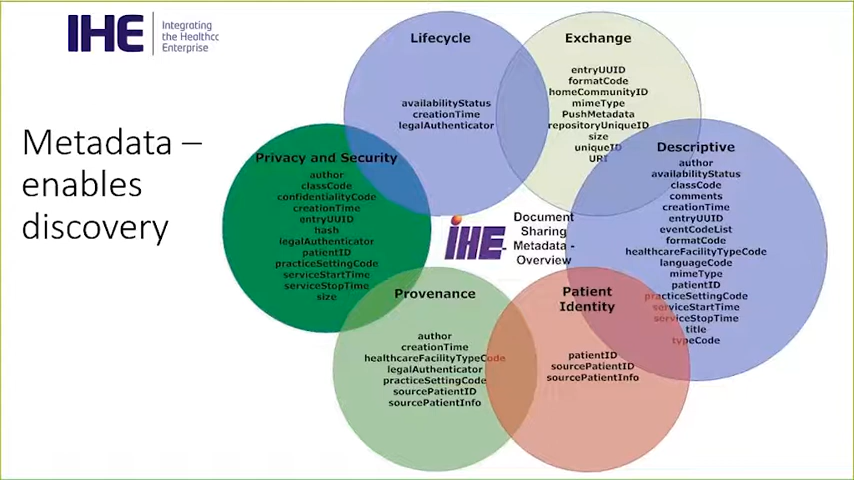 IHE
Integrating
the Healthcc
Enterprise
Metadata –
enables
discovery
Lifecycle
availabilityStatus
creationTime
legalAuthenticator
Exchange
entryUUID
formatCode
homeCommunityID
mimeType
PushMetadata
repositoryUniqueID
size
uniqueID
URI
Privacy and Security
author
classCode
confidentialityCode
creationTime
entryUUID
hash
legalAuthenticator
patientID
practiceSettingCode
serviceStartTime
serviceStopTime
size
Descriptive
author
availabilityStatus
classCode
comments
creationTime
entryUUID
eventCodeList
formatCode
healthcareFacilityTypeCode
languageCode
mimeType
patientID
practiceSettingCode
serviceStartTime
serviceStopTime
title
typeCode
IHE
Document
Sharing
- Metadata -
Overview
Provenance
author
creationTime
healthcareFacilityTypeCode
legalAuthenticator
practiceSettingCode
sourcePatientID
sourcePatientInfo
Patient
Identity
patientID
sourcePatientID
sourcePatientInfo